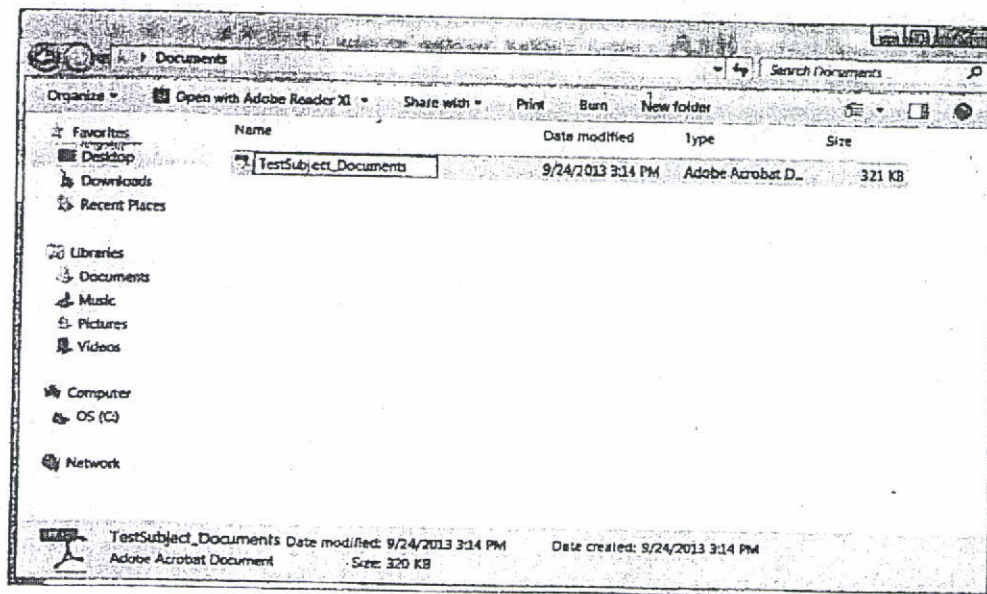 Documents
Search Documents
Organize Open with Adobe Reader XI Share with Print Burn New folder
Favorites
Desktop
Downloads
Recent Places
Libraries
Documents
Music
Pictures
Videos
Computer
OS (C:)
Network
Name Date modified Type Size
TestSubject_Documents 9/24/2013 3:14 PM Adobe Acrobat D... 321 KB
TestSubject_Documents Date modified: 9/24/2013 3:14 PM Date created: 9/24/2013 3:14 PM
Adobe Acrobat Document Size: 320 KB